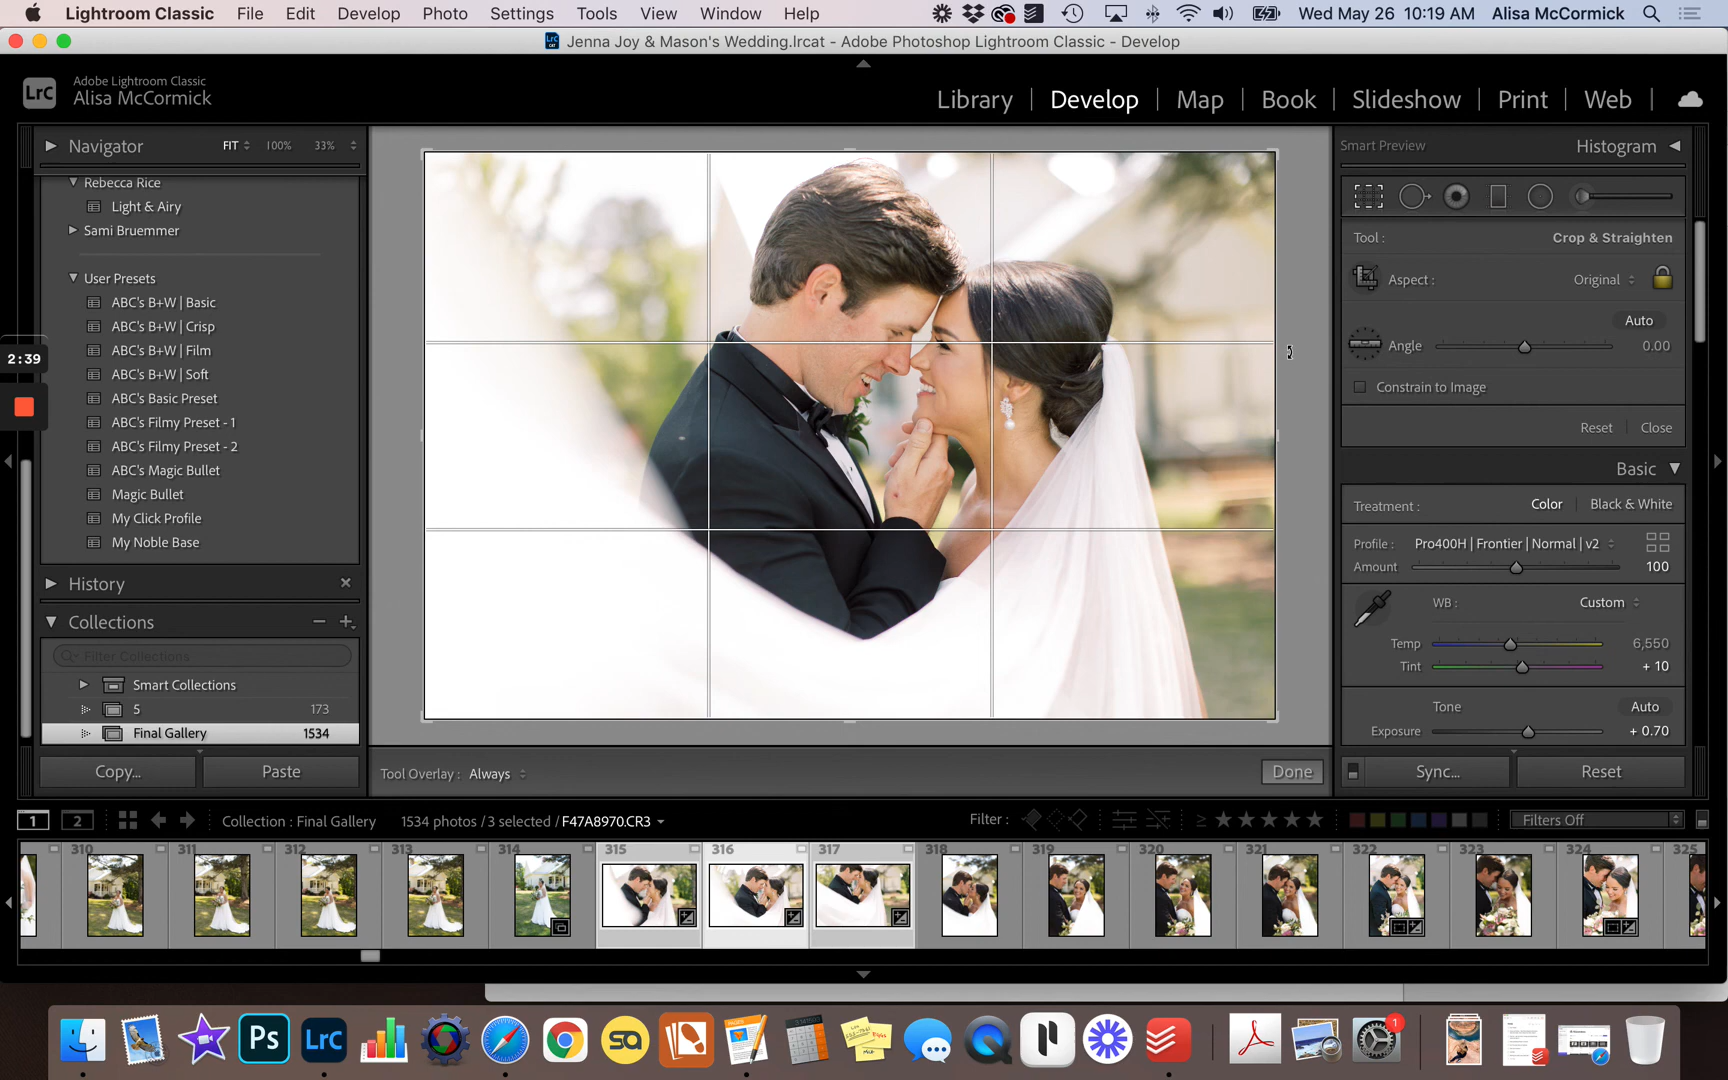 Lightroom Classic File Edit Develop Photo Settings Tools View Window Help Wed May 26 10:19 AM Alisa McCormick
Jenna Joy & Mason's Wedding.lrcat - Adobe Photoshop Lightroom Classic - Develop
LrC
Adobe Lightroom Classic
Alisa McCormick
Library | Develop | Map | Book | Slideshow | Print | Web |
Navigator FIT 100% 33%
Rebecca Rice
Light & Airy
Sami Bruemmer
User Presets
ABC's B+W | Basic
ABC's B+W | Crisp
ABC's B+W | Film
ABC's B+W | Soft
ABC's Basic Preset
ABC's Filmy Preset - 1
ABC's Filmy Preset - 2
ABC's Magic Bullet
Magic Bullet
My Click Profile
My Noble Base
2:39
History
Collections
Filter Collections
Smart Collections
5 173
Final Gallery 1534
Copy... Paste
Tool Overlay : Always Done
Smart Preview Histogram
Tool : Crop & Straighten
Aspect : Original
Auto
Angle 0.00
Constrain to Image
Reset Close
Basic
Treatment : Color Black & White
Profile : Pro400H | Frontier | Normal | v2
Amount 100
WB : Custom
Temp 6,550
Tint + 10
Tone Auto
Exposure + 0.70
Sync... Reset
1 2 Collection : Final Gallery 1534 photos / 3 selected / F47A8970.CR3 Filter : ≥ Filters Off
310 311 312 313 314 315 316 317 318 319 320 321 322 323 324 325
Ps LrC sa 1